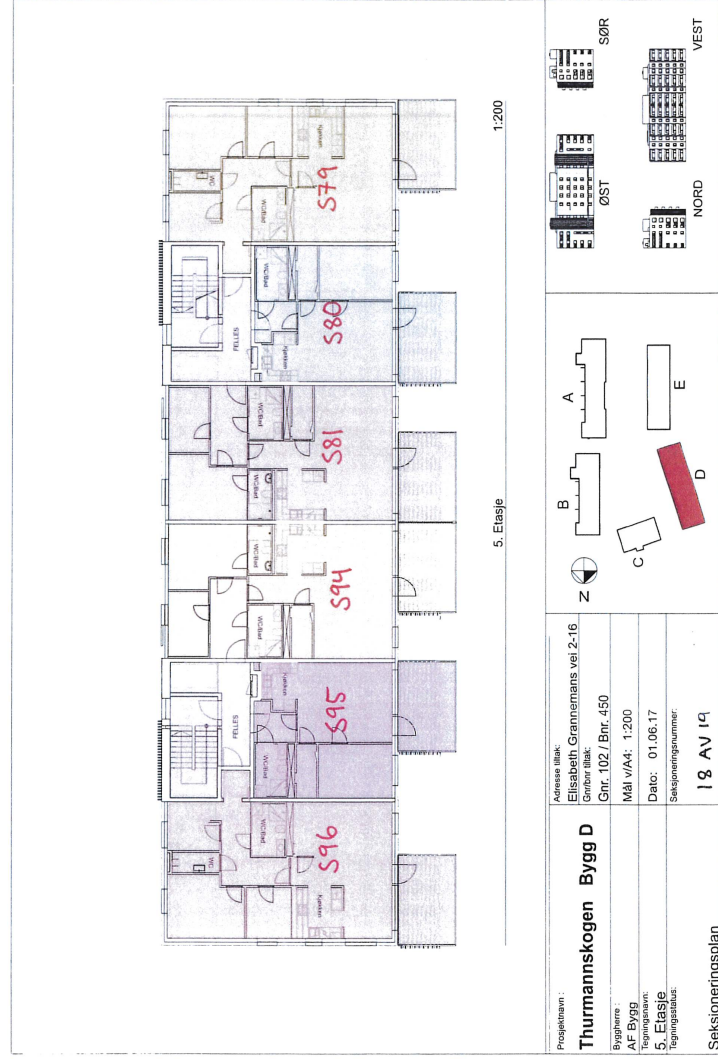 WC
WC/Bad
Kjøkken
S96
FELLES
WC/Bad
Kjøkken
S95
WC/Bad
WC/Bad
S94
WC/Bad
WC/Bad
S81
FELLES
Kjøkken
WC/Bad
S80
WC
WC/Bad
Kjøkken
S79
5. Etasje
1:200
Prosjektnavn :
Thurmannskogen Bygg D
Byggherre :
AF Bygg
Tegningsnavn:
5. Etasje
Tegningsstatus:
Seksjoneringsplan
Adresse tiltak:
Elisabeth Grannemans vei 2-16
Gnr/bnr tiltak:
Gnr. 102 / Bnr. 450
Mål v/A4: 1:200
Dato: 01.06.17
Seksjoneringsnummer:
18 AV 19
N
A
B
C
D
E
ØST
SØR
NORD
VEST